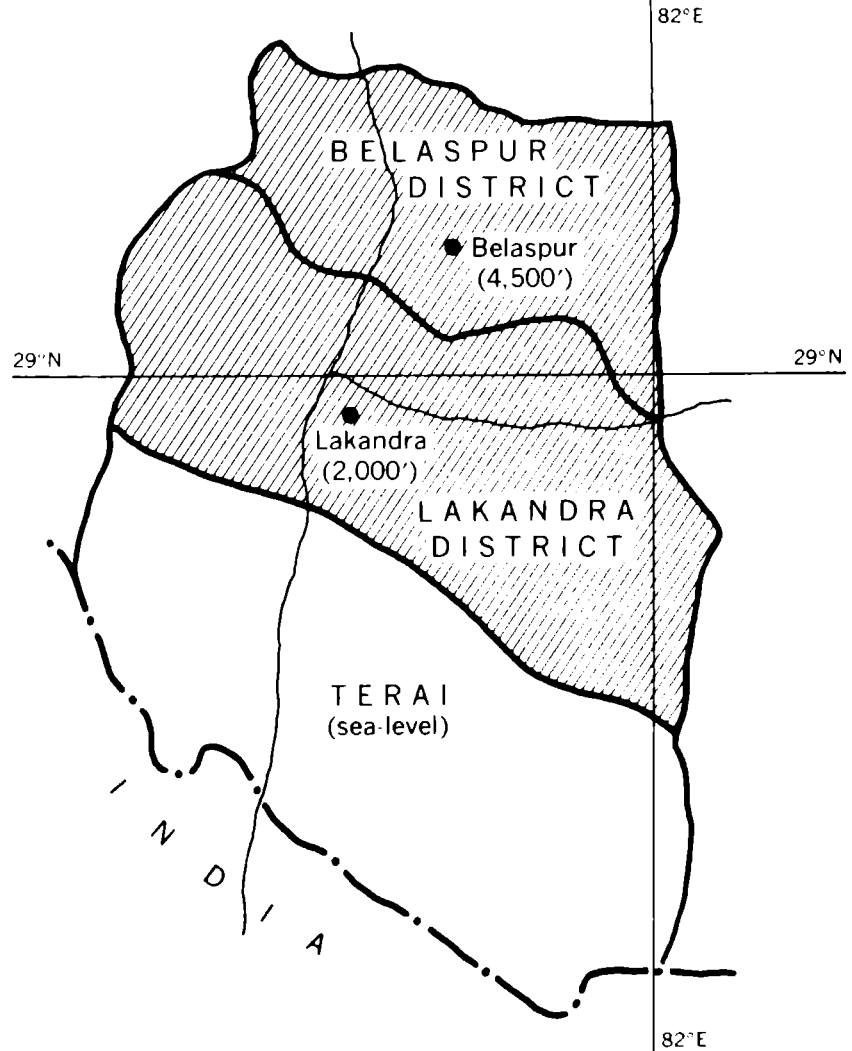 82°E
BELASPUR
DISTRICT
Belaspur
(4,500′)
29"N
29°N
Lakandra
(2,000′)
LAKANDRA
DISTRICT
TERAI
(sea-level)
INDIA
82°E